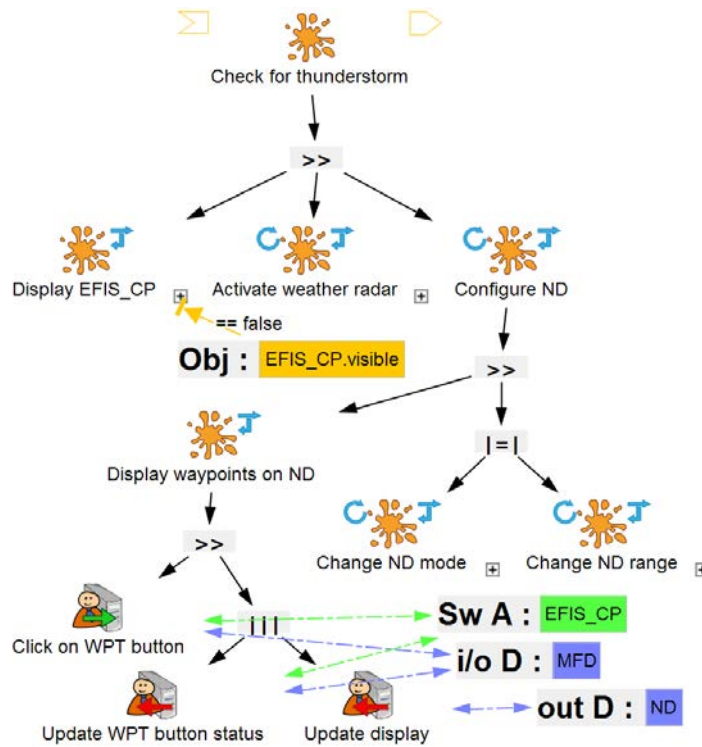 Check for thunderstorm
>>
Display EFIS_CP
Activate weather radar
Configure ND
== false
Obj : EFIS_CP.visible
>>
|=|
Display waypoints on ND
>>
Change ND mode
Change ND range
|||
Sw A : EFIS_CP
Click on WPT button
i/o D : MFD
out D : ND
Update WPT button status
Update display